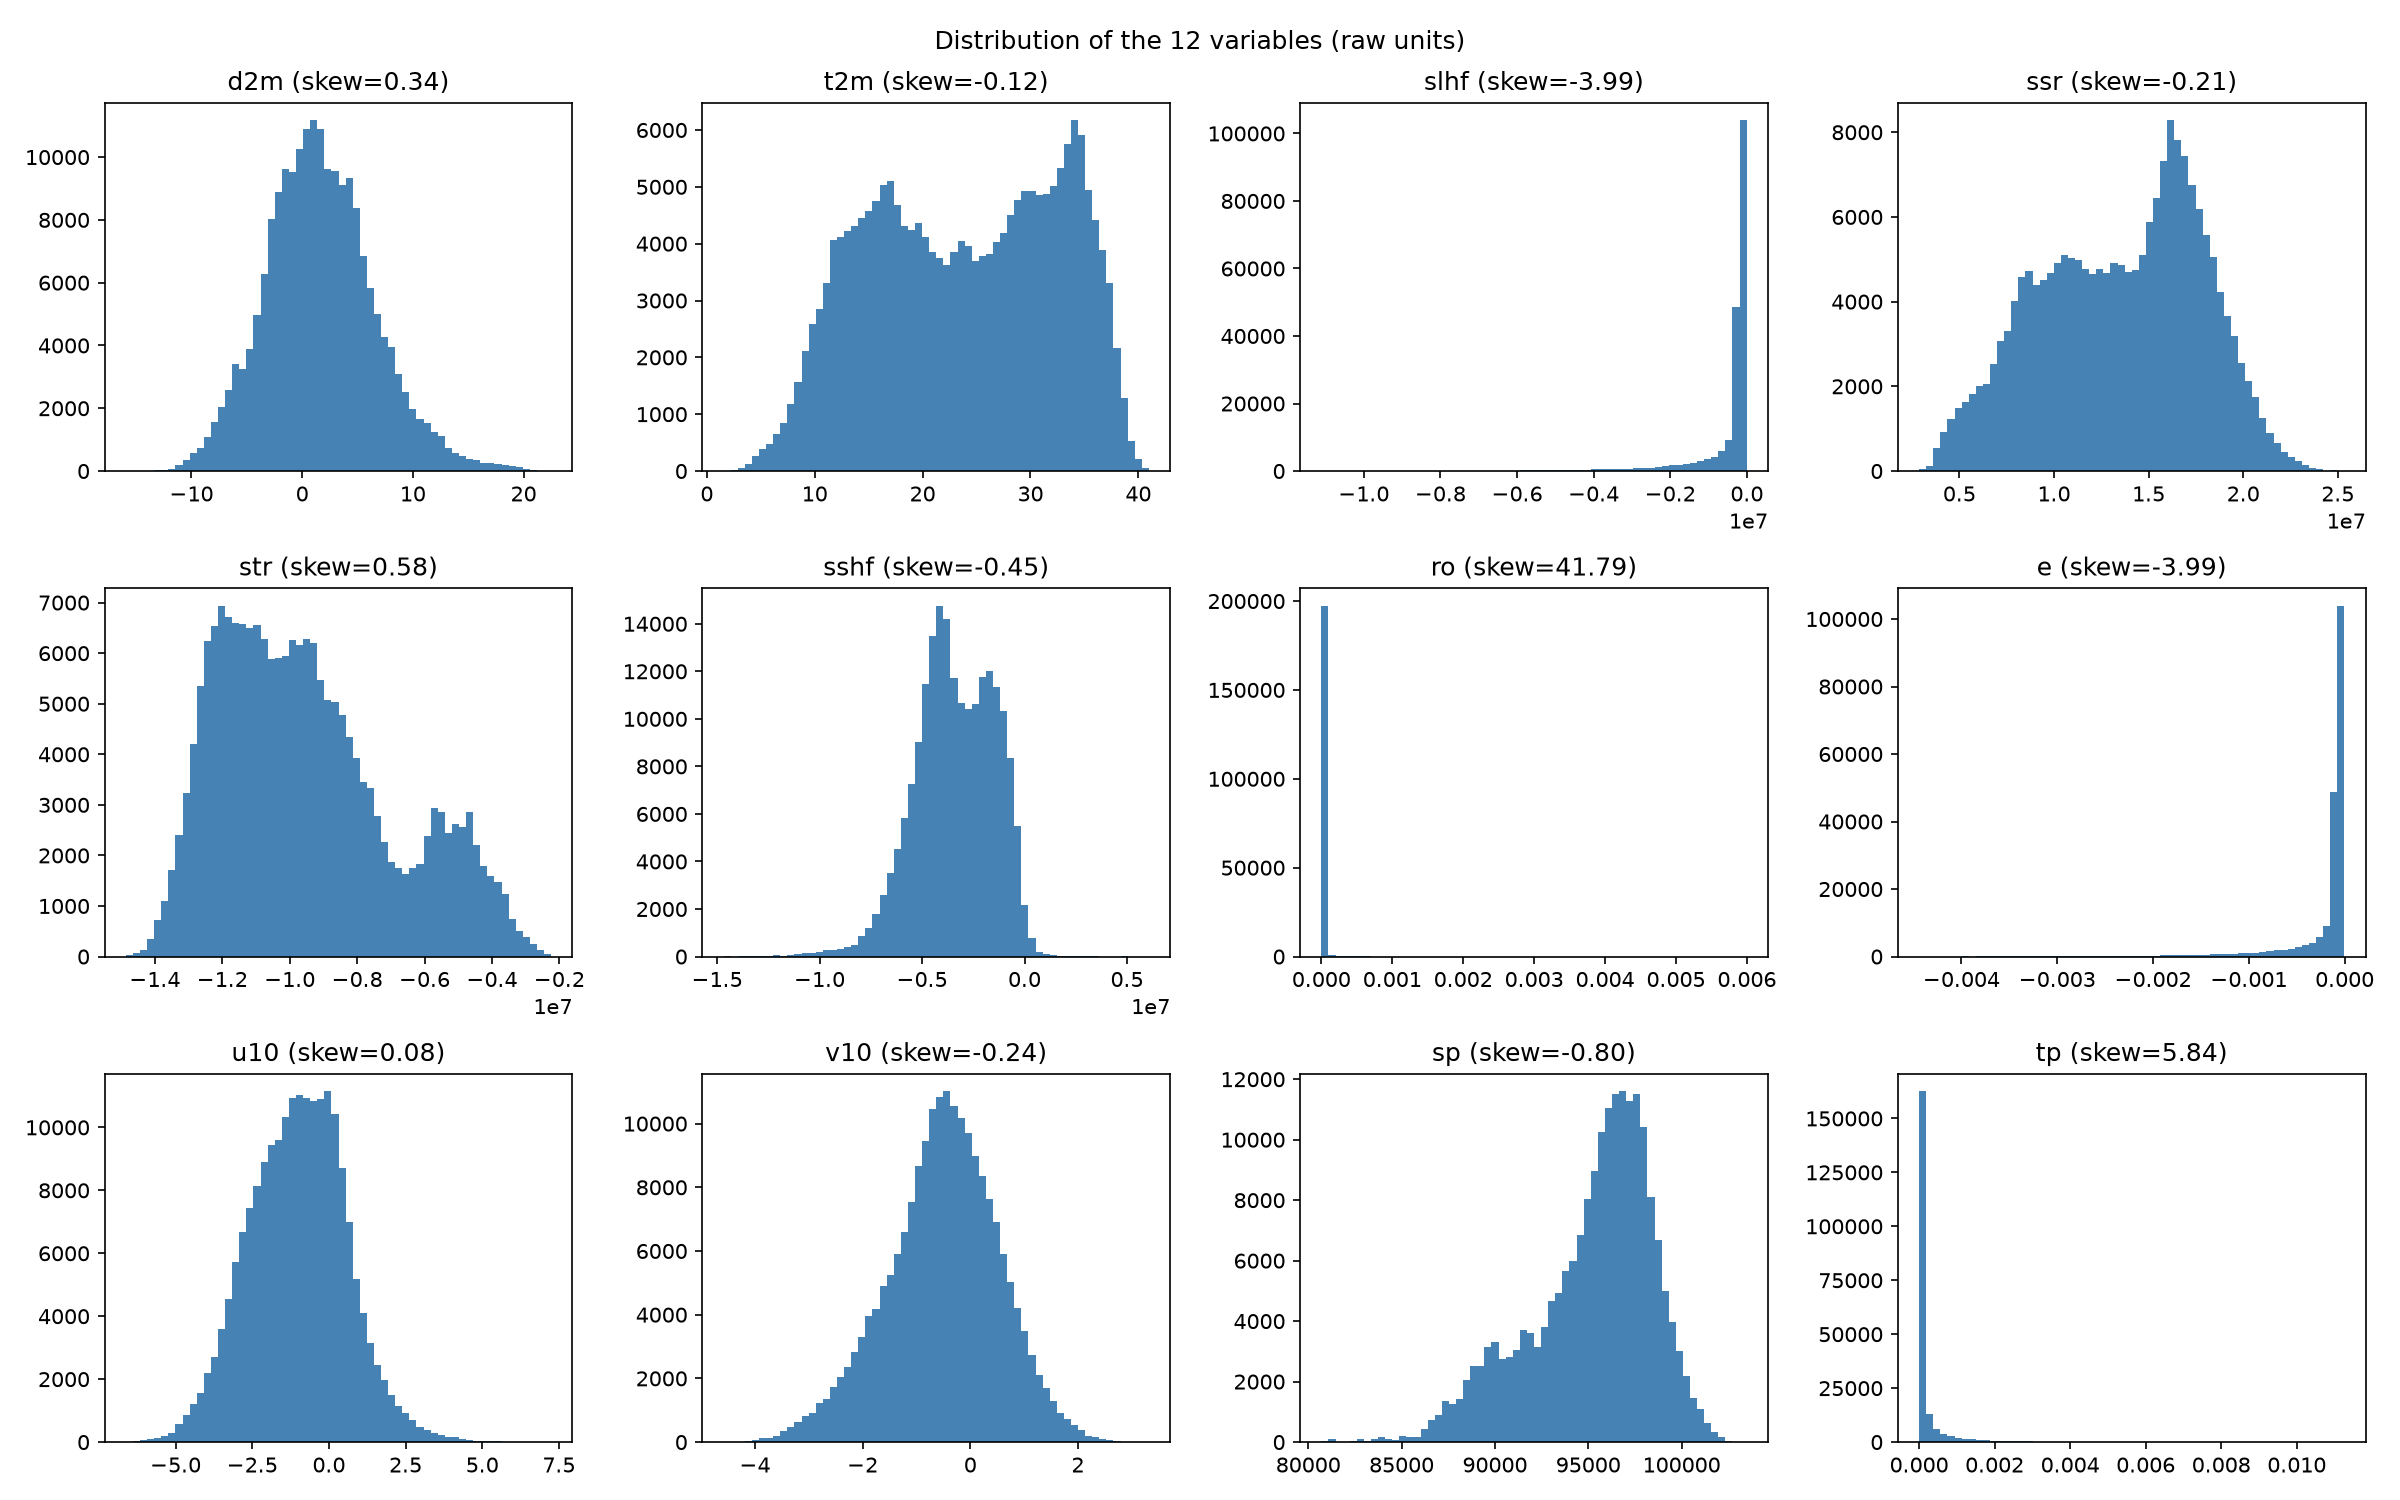 Distribution of the 12 variables (raw units)
d2m (skew=0.34)
t2m (skew=-0.12)
slhf (skew=-3.99)
ssr (skew=-0.21)
10000
8000
6000
4000
2000
0
−10 0 10 20
6000
5000
4000
3000
2000
1000
0
0 10 20 30 40
100000
80000
60000
40000
20000
0
−1.0 −0.8 −0.6 −0.4 −0.2 0.0
1e7
8000
6000
4000
2000
0
0.5 1.0 1.5 2.0 2.5
1e7
str (skew=0.58)
sshf (skew=-0.45)
ro (skew=41.79)
e (skew=-3.99)
7000
6000
5000
4000
3000
2000
1000
0
−1.4 −1.2 −1.0 −0.8 −0.6 −0.4 −0.2
1e7
14000
12000
10000
8000
6000
4000
2000
0
−1.5 −1.0 −0.5 0.0 0.5
1e7
200000
150000
100000
50000
0
0.000 0.001 0.002 0.003 0.004 0.005 0.006
100000
80000
60000
40000
20000
0
−0.004 −0.003 −0.002 −0.001 0.000
u10 (skew=0.08)
v10 (skew=-0.24)
sp (skew=-0.80)
tp (skew=5.84)
10000
8000
6000
4000
2000
0
−5.0 −2.5 0.0 2.5 5.0 7.5
10000
8000
6000
4000
2000
0
−4 −2 0 2
12000
10000
8000
6000
4000
2000
0
80000 85000 90000 95000 100000
150000
125000
100000
75000
50000
25000
0
0.000 0.002 0.004 0.006 0.008 0.010